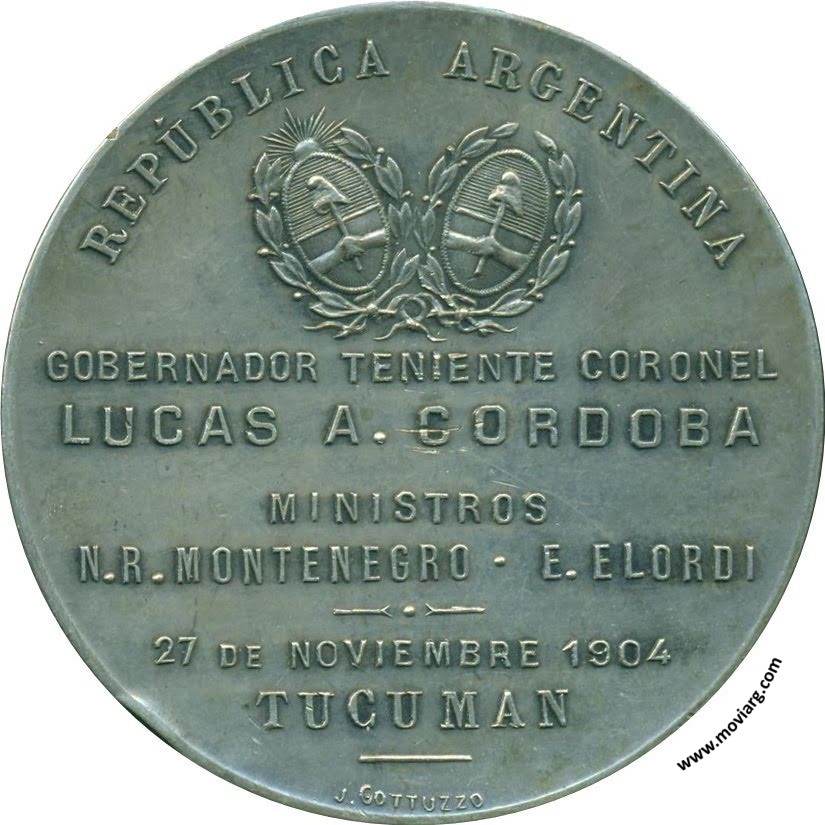 REPÚBLICA ARGENTINA
GOBERNADOR TENIENTE CORONEL
LUCAS A. CORDOBA
MINISTROS
N.R. MONTENEGRO · E. ELORDI
27 DE NOVIEMBRE 1904
TUCUMAN
J. GOTTUZZO
www.moviarg.com